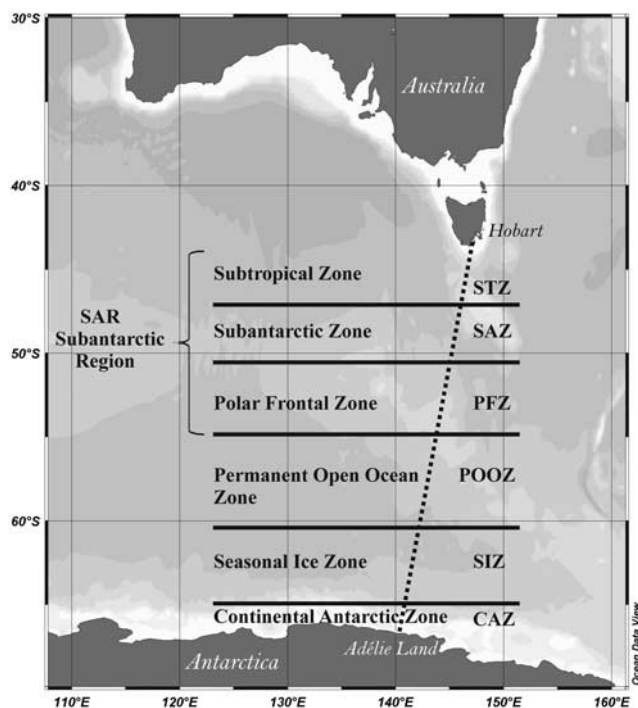 30°S
Australia
40°S
Hobart
Subtropical Zone
STZ
SAR
Subantarctic
Region
Subantarctic Zone
SAZ
50°S
Polar Frontal Zone
PFZ
Permanent Open Ocean
Zone
POOZ
60°S
Seasonal Ice Zone
SIZ
Continental Antarctic Zone
CAZ
Adélie Land
Antarctica
Ocean Data View
110°E
120°E
130°E
140°E
150°E
160°E